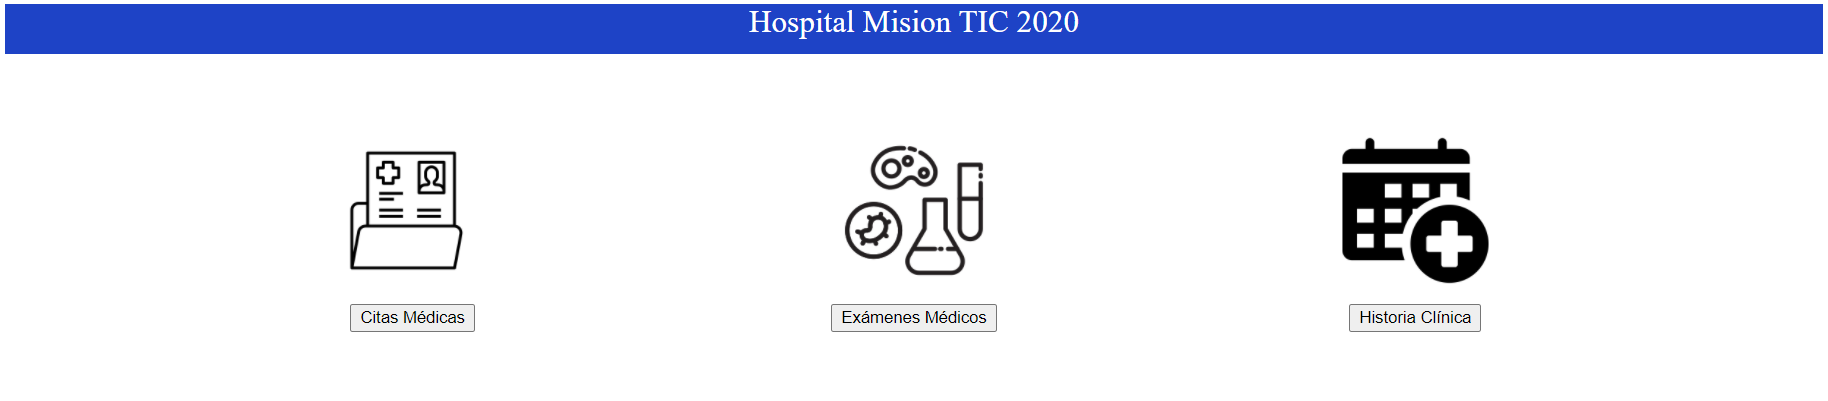 Hospital Mision TIC 2020
Citas Médicas
Exámenes Médicos
Historia Clínica